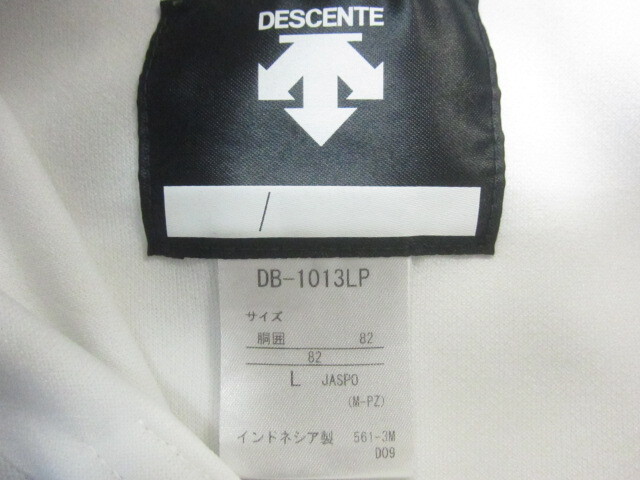 DESCENTE
/
DB-1013LP
サイズ
胴囲 82
82
L JASPO
(M-PZ)
インドネシア製 561-3M
D09